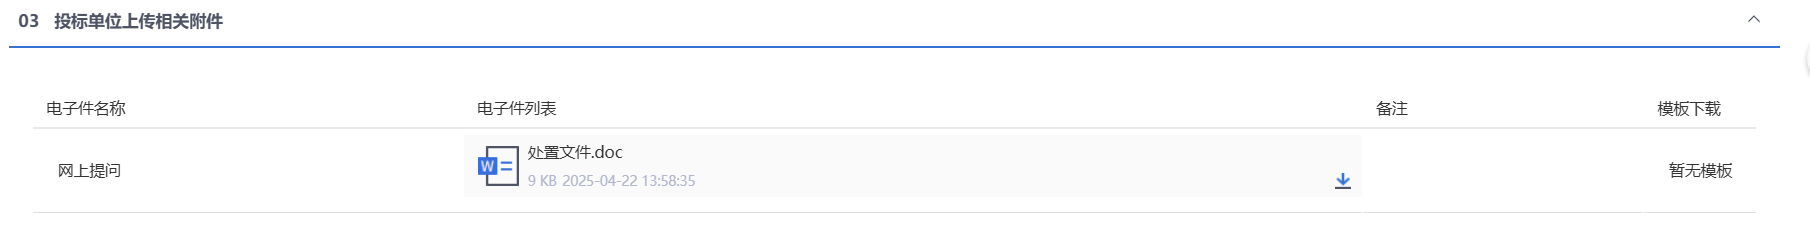 03 投标单位上传相关附件
电子件名称 电子件列表 备注 模板下载
处置文件.doc
网上提问 暂无模板
9 KB 2025-04-22 13:58:35